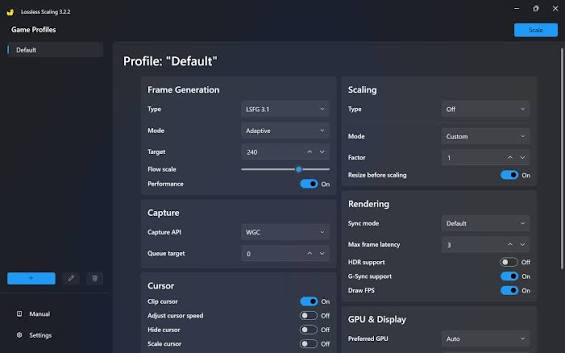 Lossless Scaling 3.2.2
Game Profiles
Scale
Default
Profile: "Default"
Frame Generation
Type
LSFG 3.1
Mode
Adaptive
Target
240
Flow scale
Performance
On
Capture
Capture API
WGC
Queue target
0
Cursor
Clip cursor
On
Adjust cursor speed
Off
Hide cursor
Off
Scale cursor
Off
Scaling
Type
Off
Mode
Custom
Factor
1
Resize before scaling
On
Rendering
Sync mode
Default
Max frame latency
3
HDR support
Off
G-Sync support
On
Draw FPS
On
GPU & Display
Preferred GPU
Auto
Manual
Settings